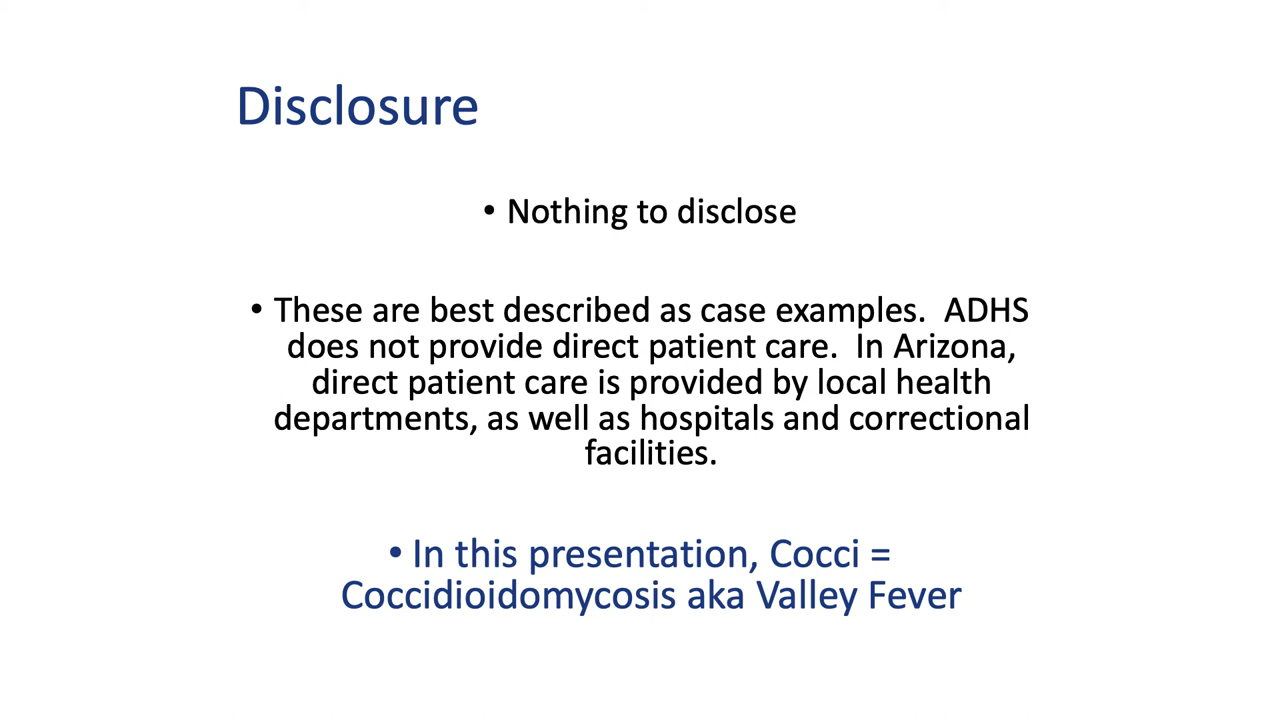 Disclosure
• Nothing to disclose
• These are best described as case examples.  ADHS
does not provide direct patient care.  In Arizona,
direct patient care is provided by local health
departments, as well as hospitals and correctional
facilities.
• In this presentation, Cocci =
Coccidioidomycosis aka Valley Fever